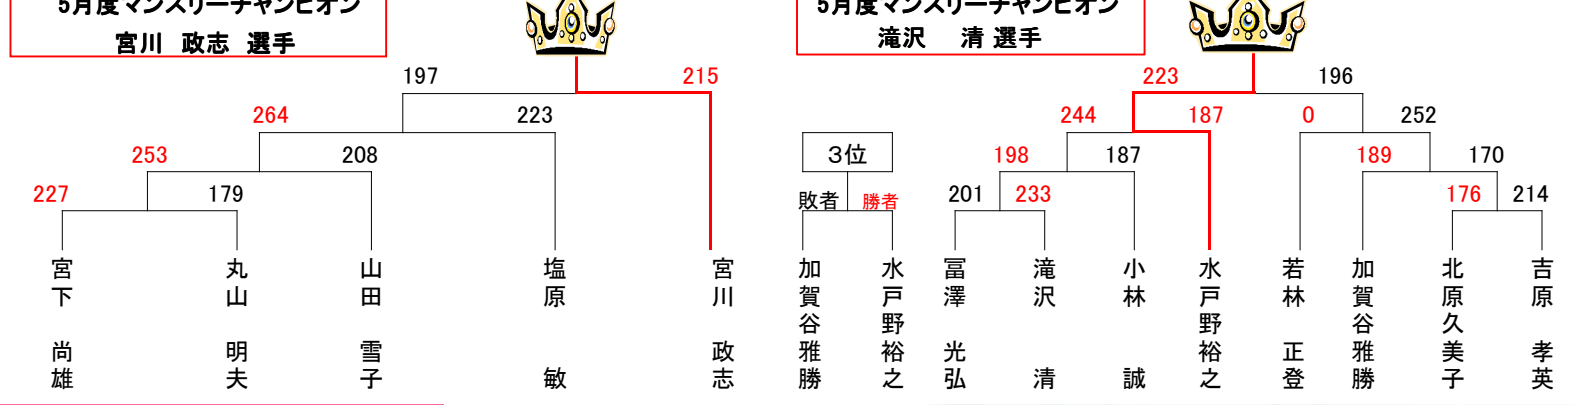 5月度マンスリーチャンピオン
宮川 政志 選手
197
215
264
223
253
208
227
179
宮下 尚雄
丸山 明夫
山田 雪子
塩原 敏
宮川 政志
5月度マンスリーチャンピオン
滝沢 清 選手
223
196
244
187
0
252
3位
198
187
189
170
敗者
勝者
201
233
176
214
加賀谷雅勝
水戸野裕之
冨澤 光弘
滝沢 清
小林 誠
水戸野裕之
若林 正登
加賀谷雅勝
北原久美子
吉原 孝英